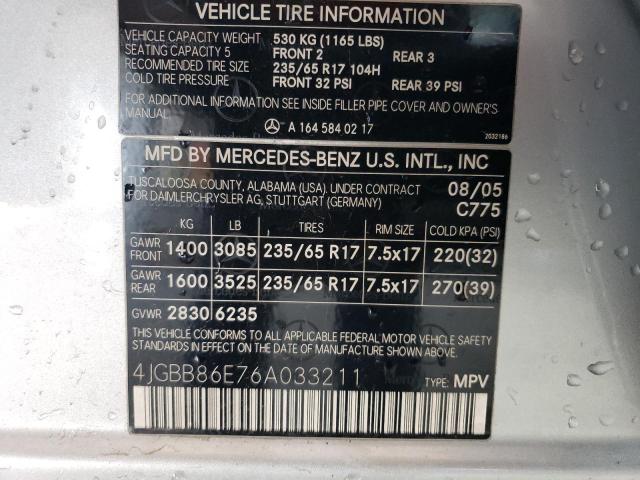 VEHICLE TIRE INFORMATION
VEHICLE CAPACITY WEIGHT 530 KG (1165 LBS)
SEATING CAPACITY 5 FRONT 2 REAR 3
RECOMMENDED TIRE SIZE 235/65 R17 104H
COLD TIRE PRESSURE FRONT 32 PSI REAR 39 PSI
FOR ADDITIONAL INFORMATION SEE INSIDE FILLER PIPE COVER AND OWNER'S
MANUAL
A 164 584 02 17
2032186
MFD BY MERCEDES-BENZ U.S. INTL., INC
TUSCALOOSA COUNTY, ALABAMA (USA). UNDER CONTRACT 08/05
FOR DAIMLERCHRYSLER AG, STUTTGART (GERMANY) C775
KG LB TIRES RIM SIZE COLD KPA (PSI)
GAWR
FRONT 1400 3085 235/65 R17 7.5x17 220(32)
GAWR
REAR 1600 3525 235/65 R17 7.5x17 270(39)
GVWR 2830 6235
THIS VEHICLE CONFORMS TO ALL APPLICABLE FEDERAL MOTOR VEHICLE SAFETY
STANDARDS IN EFFECT ON THE DATE OF MANUFACTURE SHOWN ABOVE.
4JGBB86E76A033211 TYPE: MPV